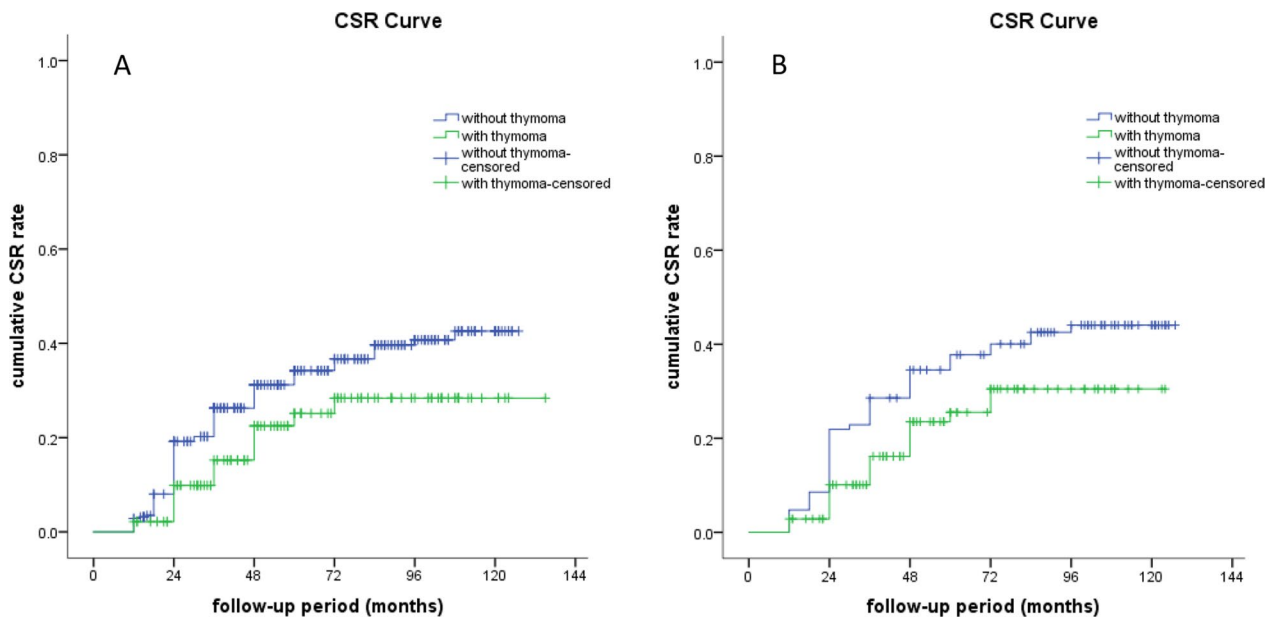 CSR Curve
A
cumulative CSR rate
1.0
0.8
0.6
0.4
0.2
0.0
without thymoma
with thymoma
without thymoma-
censored
with thymoma-censored
0 24 48 72 96 120 144
follow-up period (months)
CSR Curve
B
cumulative CSR rate
1.0
0.8
0.6
0.4
0.2
0.0
without thymoma
with thymoma
without thymoma-
censored
with thymoma-censored
0 24 48 72 96 120 144
follow-up period (months)